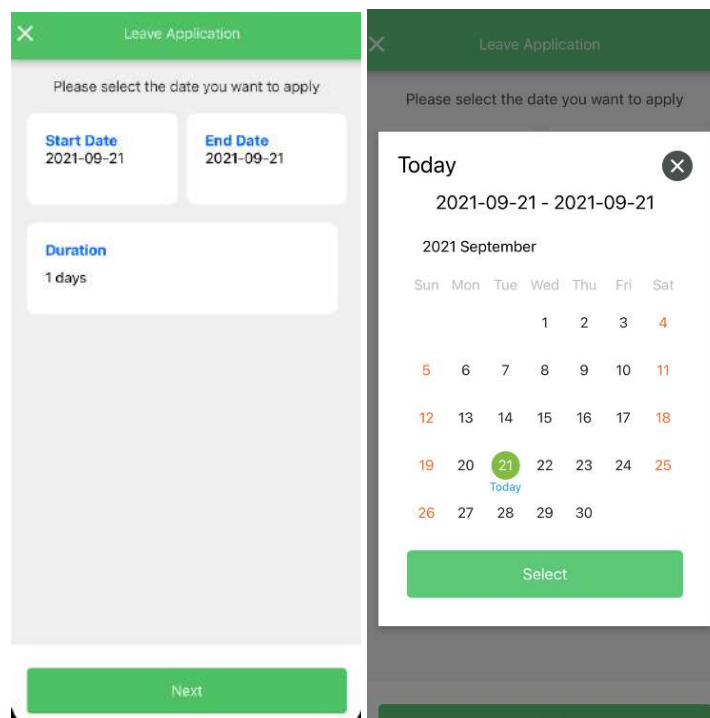 Leave Application
Please select the date you want to apply
Start Date
2021-09-21
End Date
2021-09-21
Duration
1 days
Next
Leave Application
Please select the date you want to apply
Today
2021-09-21 - 2021-09-21
2021 September
Sun Mon Tue Wed Thu Fri Sat
1 2 3 4
5 6 7 8 9 10 11
12 13 14 15 16 17 18
19 20 21 22 23 24 25
Today
26 27 28 29 30
Select